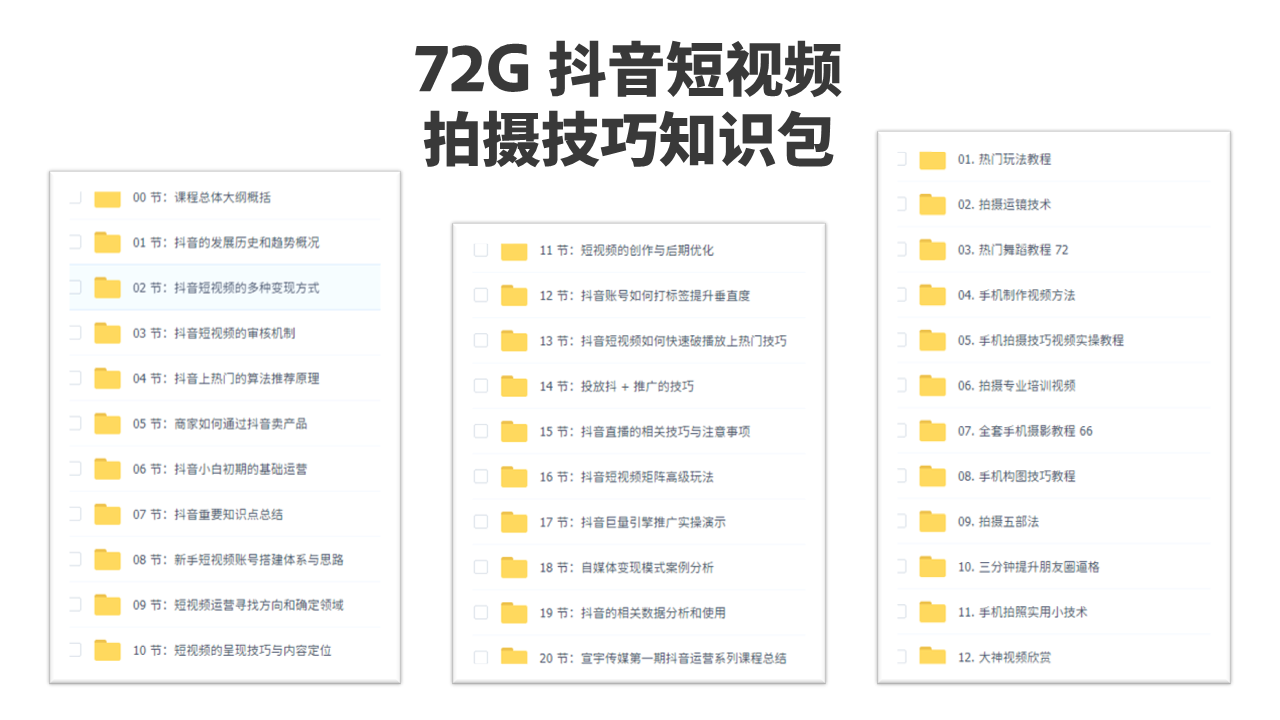 72G 抖音短视频
拍摄技巧知识包
00 节：课程总体大纲概括
01 节：抖音的发展历史和趋势概况
02 节：抖音短视频的多种变现方式
03 节：抖音短视频的审核机制
04 节：抖音上热门的算法推荐原理
05 节：商家如何通过抖音卖产品
06 节：抖音小白初期的基础运营
07 节：抖音重要知识点总结
08 节：新手短视频账号搭建体系与思路
09 节：短视频运营寻找方向和确定领域
10 节：短视频的呈现技巧与内容定位
11 节：短视频的创作与后期优化
12 节：抖音账号如何打标签提升垂直度
13 节：抖音短视频如何快速破播放上热门技巧
14 节：投放抖 + 推广的技巧
15 节：抖音直播的相关技巧与注意事项
16 节：抖音短视频矩阵高级玩法
17 节：抖音巨量引擎推广实操演示
18 节：自媒体变现模式案例分析
19 节：抖音的相关数据分析和使用
20 节：宣宇传媒第一期抖音运营系列课程总结
01. 热门玩法教程
02. 拍摄运镜技术
03. 热门舞蹈教程 72
04. 手机制作视频方法
05. 手机拍摄技巧视频实操教程
06. 拍摄专业培训视频
07. 全套手机摄影教程 66
08. 手机构图技巧教程
09. 拍摄五部法
10. 三分钟提升朋友圈逼格
11. 手机拍照实用小技术
12. 大神视频欣赏